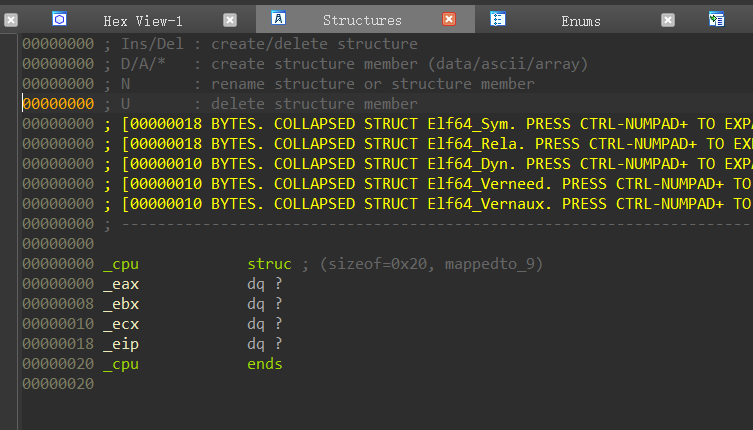 Hex View-1 Structures Enums
00000000 ; Ins/Del : create/delete structure
00000000 ; D/A/* : create structure member (data/ascii/array)
00000000 ; N : rename structure or structure member
00000000 ; U : delete structure member
00000000 ; [00000018 BYTES. COLLAPSED STRUCT Elf64_Sym. PRESS CTRL-NUMPAD+ TO EXPA
00000000 ; [00000018 BYTES. COLLAPSED STRUCT Elf64_Rela. PRESS CTRL-NUMPAD+ TO EXP
00000000 ; [00000010 BYTES. COLLAPSED STRUCT Elf64_Dyn. PRESS CTRL-NUMPAD+ TO EXPA
00000000 ; [00000010 BYTES. COLLAPSED STRUCT Elf64_Verneed. PRESS CTRL-NUMPAD+ TO
00000000 ; [00000010 BYTES. COLLAPSED STRUCT Elf64_Vernaux. PRESS CTRL-NUMPAD+ TO
00000000 ; ----------------------------------------------------------------------
00000000
00000000 _cpu struc ; (sizeof=0x20, mappedto_9)
00000000 _eax dq ?
00000008 _ebx dq ?
00000010 _ecx dq ?
00000018 _eip dq ?
00000020 _cpu ends
00000020